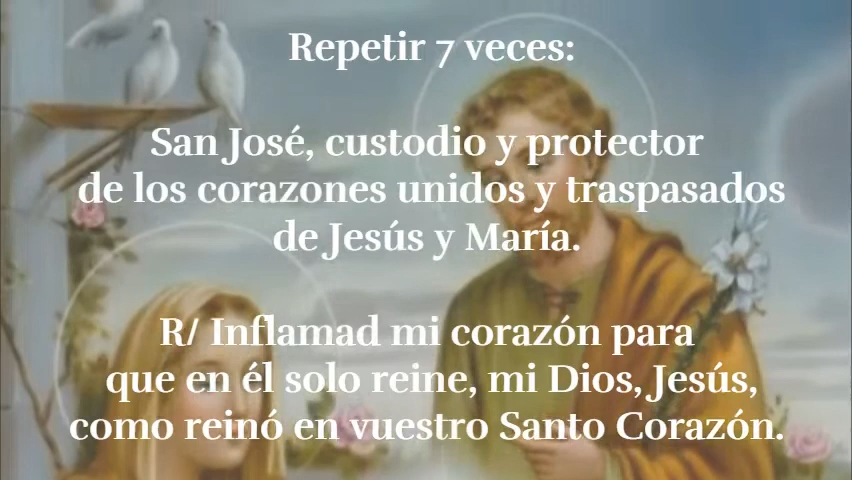 Repetir 7 veces:
San José, custodio y protector
de los corazones unidos y traspasados
de Jesús y María.
R/ Inflamad mi corazón para
que en él solo reine, mi Dios, Jesús,
como reinó en vuestro Santo Corazón.